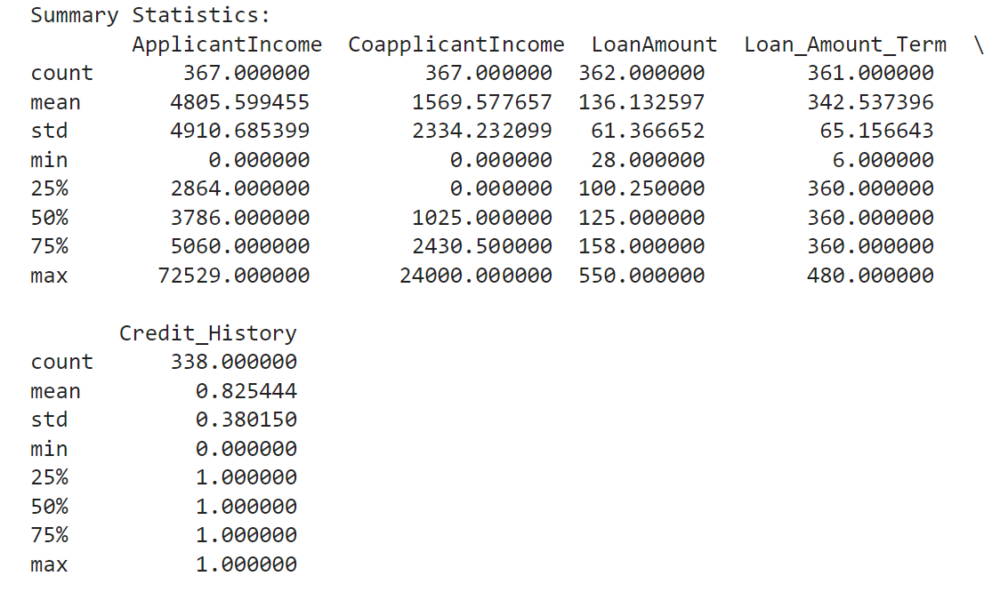 Summary Statistics:
       ApplicantIncome  CoapplicantIncome  LoanAmount  Loan_Amount_Term  \
count       367.000000         367.000000  362.000000        361.000000
mean       4805.599455        1569.577657  136.132597        342.537396
std        4910.685399        2334.232099   61.366652         65.156643
min           0.000000           0.000000   28.000000          6.000000
25%        2864.000000           0.000000  100.250000        360.000000
50%        3786.000000        1025.000000  125.000000        360.000000
75%        5060.000000        2430.500000  158.000000        360.000000
max       72529.000000       24000.000000  550.000000        480.000000
       Credit_History
count      338.000000
mean         0.825444
std          0.380150
min          0.000000
25%          1.000000
50%          1.000000
75%          1.000000
max          1.000000